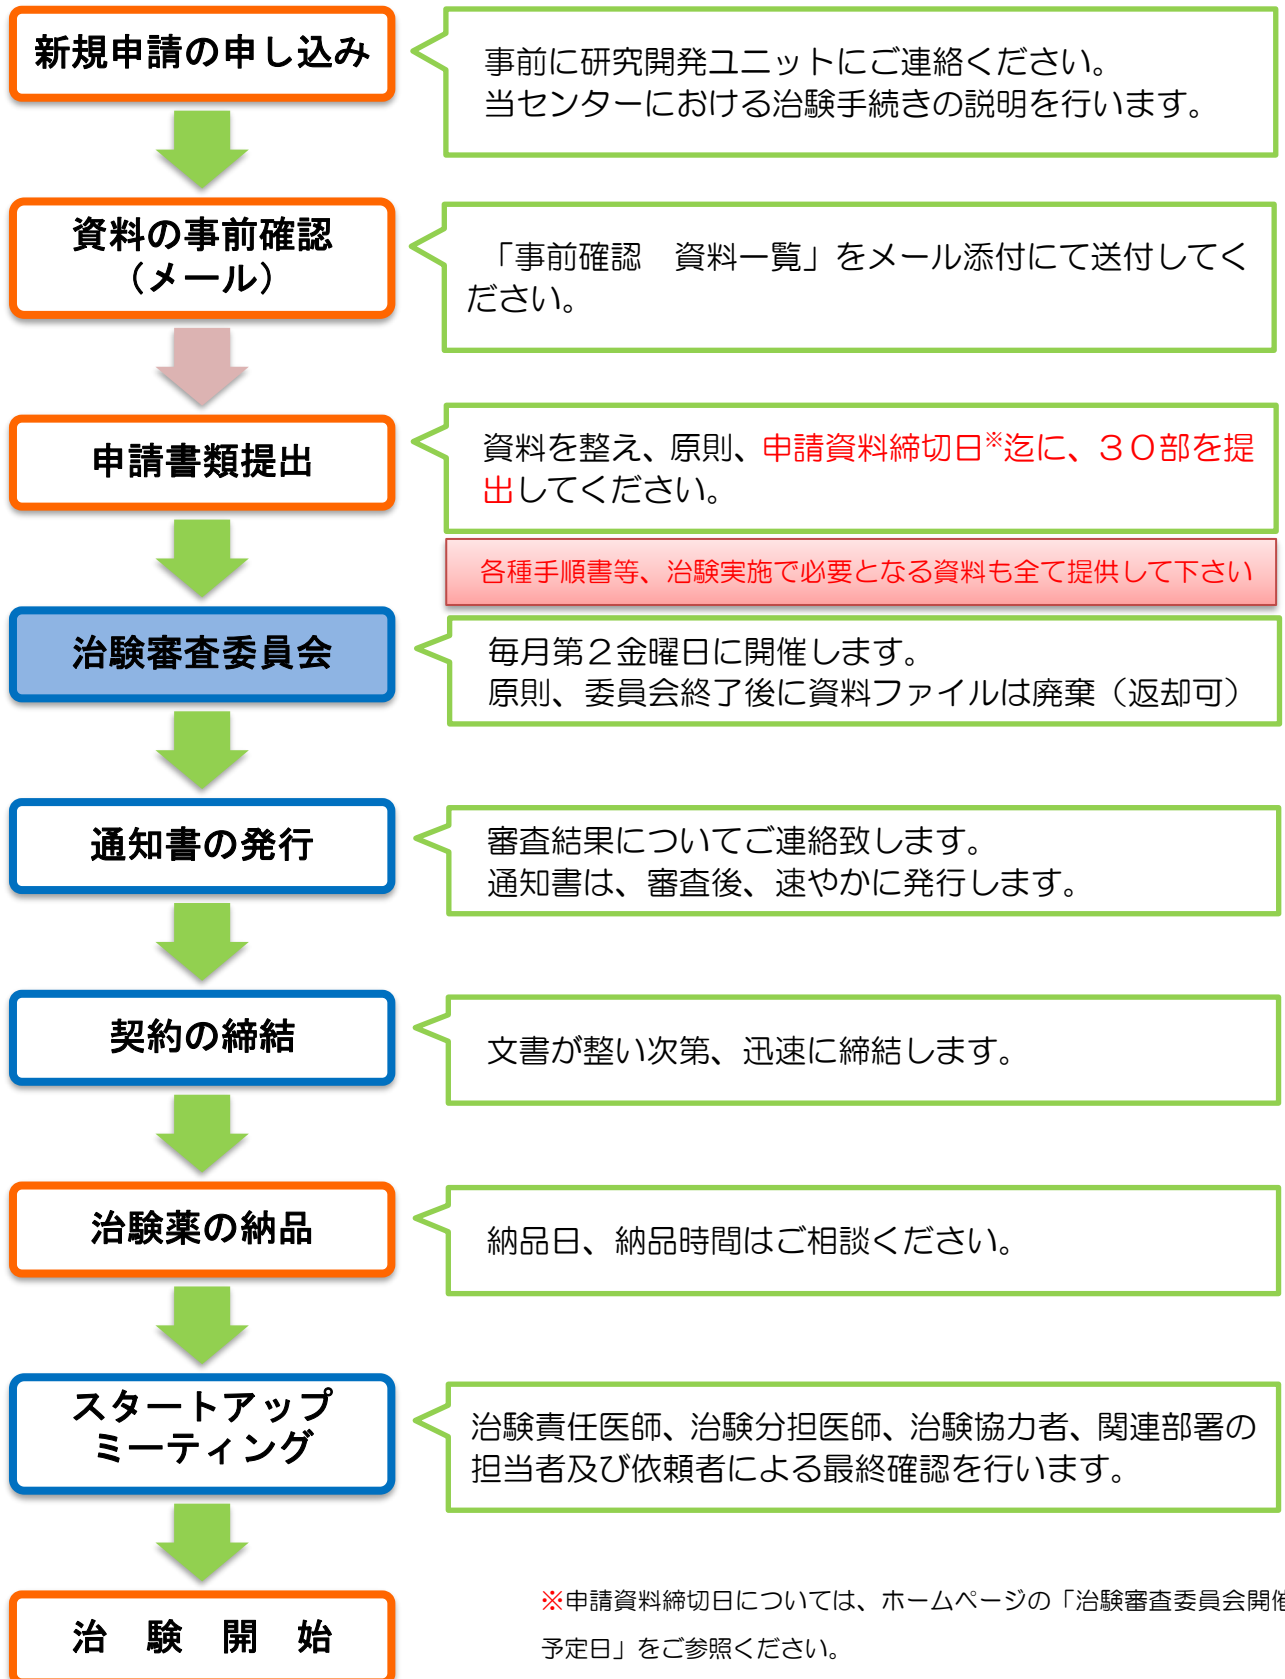 新規申請の申し込み
事前に研究開発ユニットにご連絡ください。
当センターにおける治験手続きの説明を行います。
資料の事前確認
（メール）
「事前確認　資料一覧」をメール添付にて送付してく
ださい。
申請書類提出
資料を整え、原則、申請資料締切日※迄に、３０部を提
出してください。
各種手順書等、治験実施で必要となる資料も全て提供して下さい
治験審査委員会
毎月第２金曜日に開催します。
原則、委員会終了後に資料ファイルは廃棄（返却可）
通知書の発行
審査結果についてご連絡致します。
通知書は、審査後、速やかに発行します。
契約の締結
文書が整い次第、迅速に締結します。
治験薬の納品
納品日、納品時間はご相談ください。
スタートアップ
ミーティング
治験責任医師、治験分担医師、治験協力者、関連部署の
担当者及び依頼者による最終確認を行います。
治　験　開　始
※申請資料締切日については、ホームページの「治験審査委員会開催
予定日」をご参照ください。